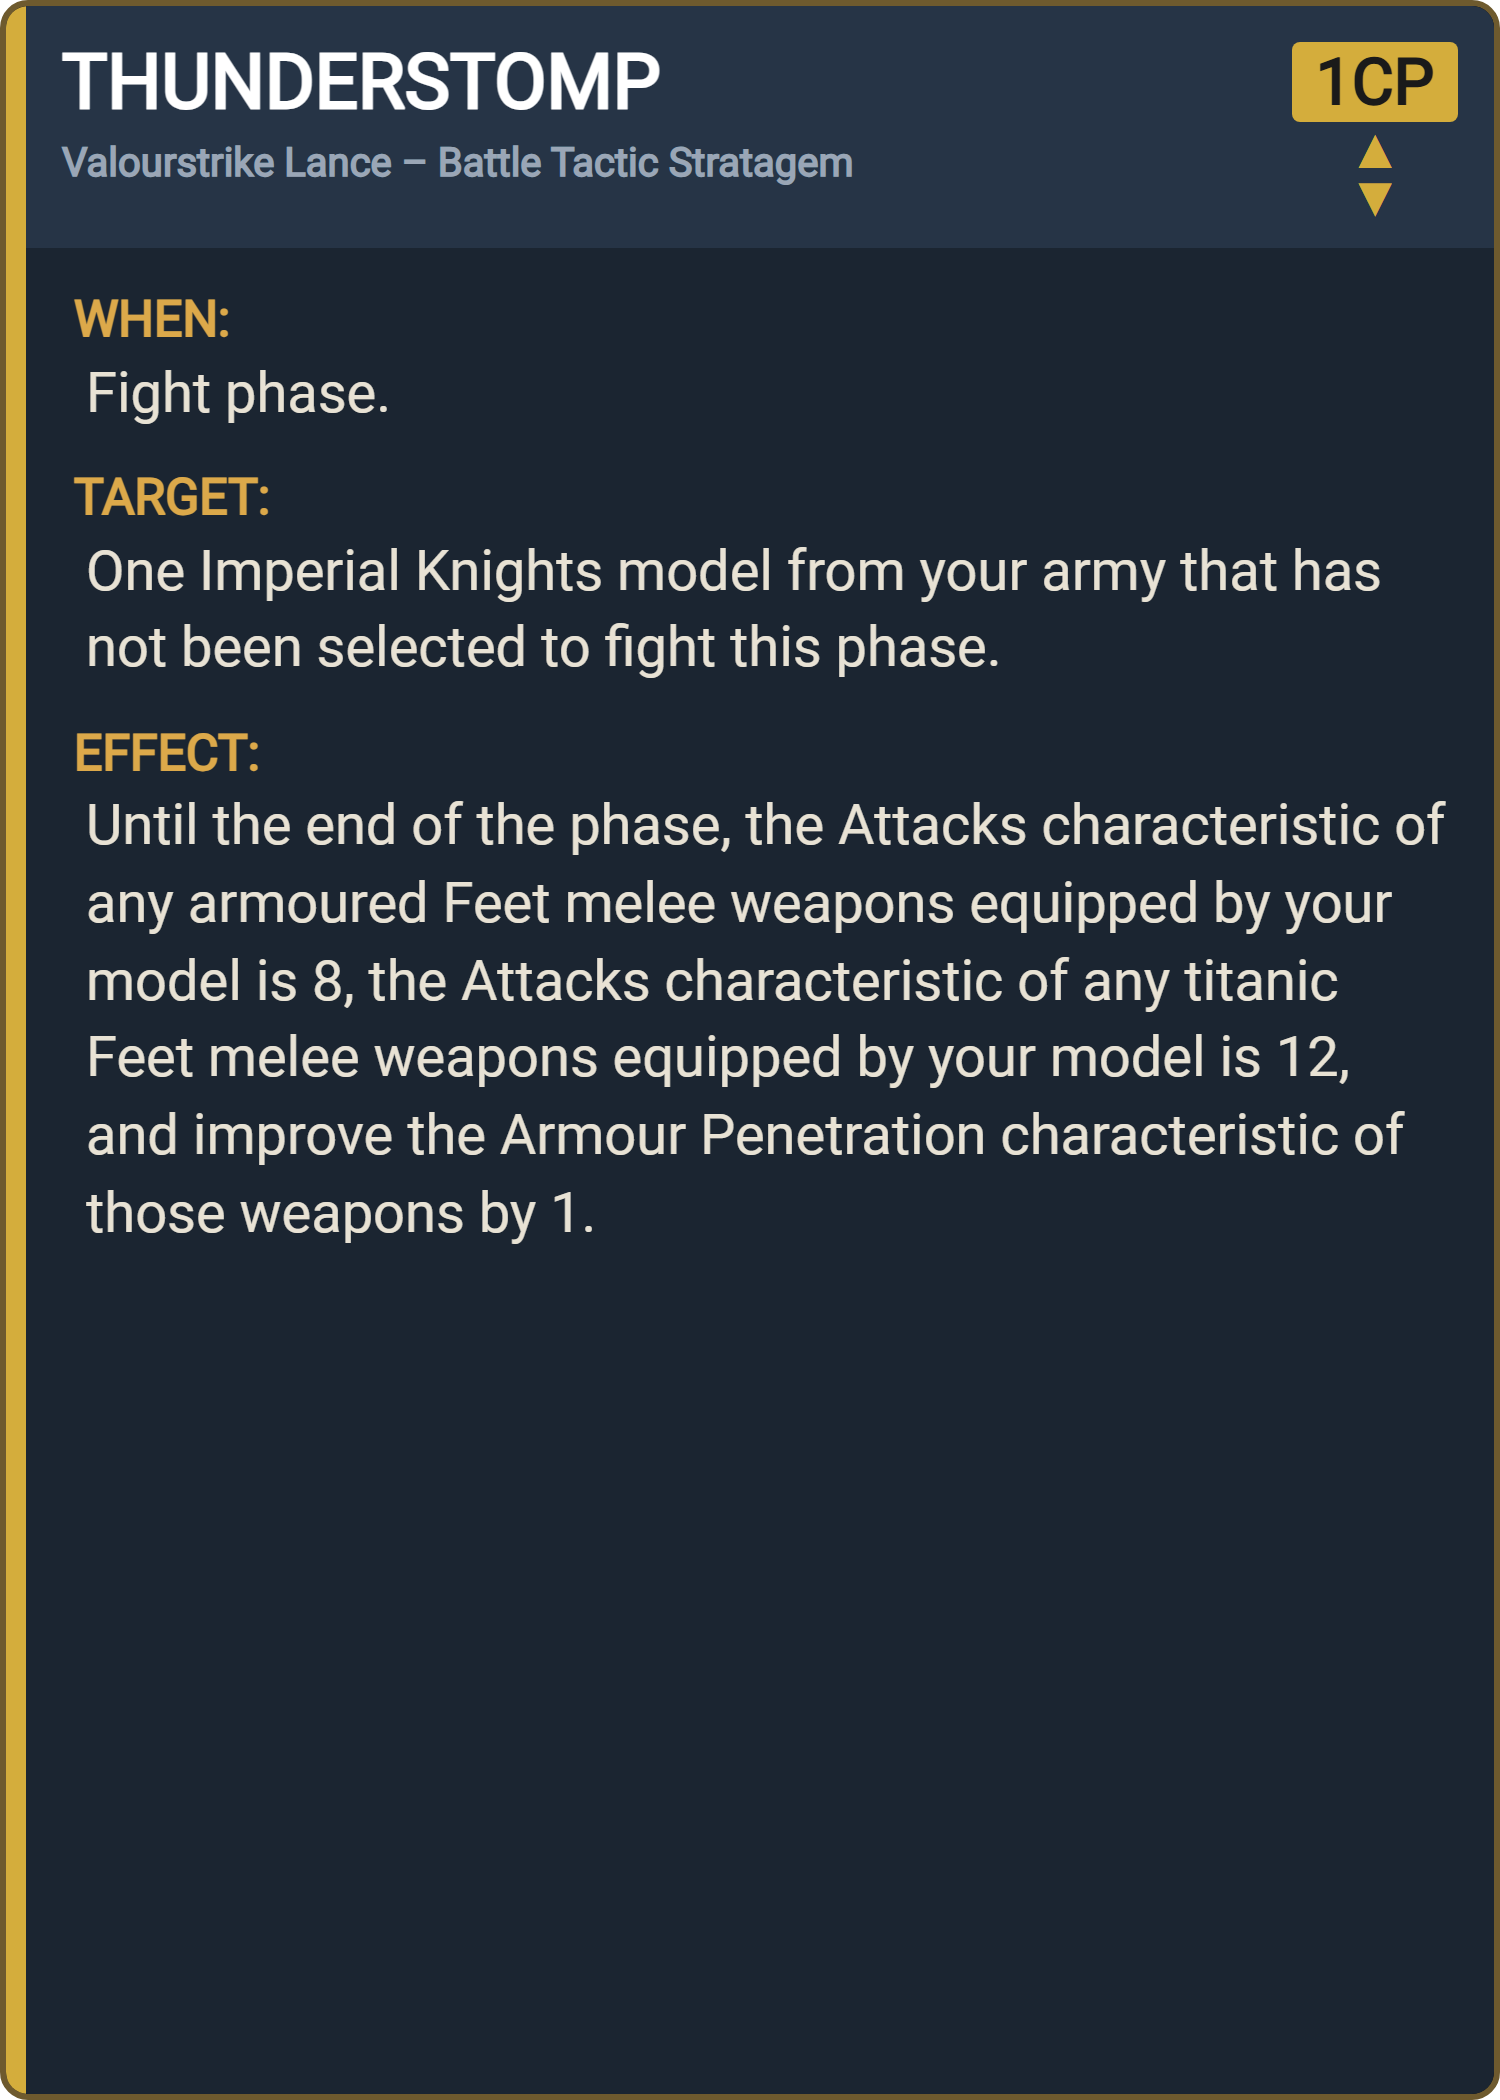 THUNDERSTOMP
1CP
Valourstrike Lance – Battle Tactic Stratagem
WHEN:
Fight phase.
TARGET:
One Imperial Knights model from your army that has
not been selected to fight this phase.
EFFECT:
Until the end of the phase, the Attacks characteristic of
any armoured Feet melee weapons equipped by your
model is 8, the Attacks characteristic of any titanic
Feet melee weapons equipped by your model is 12,
and improve the Armour Penetration characteristic of
those weapons by 1.